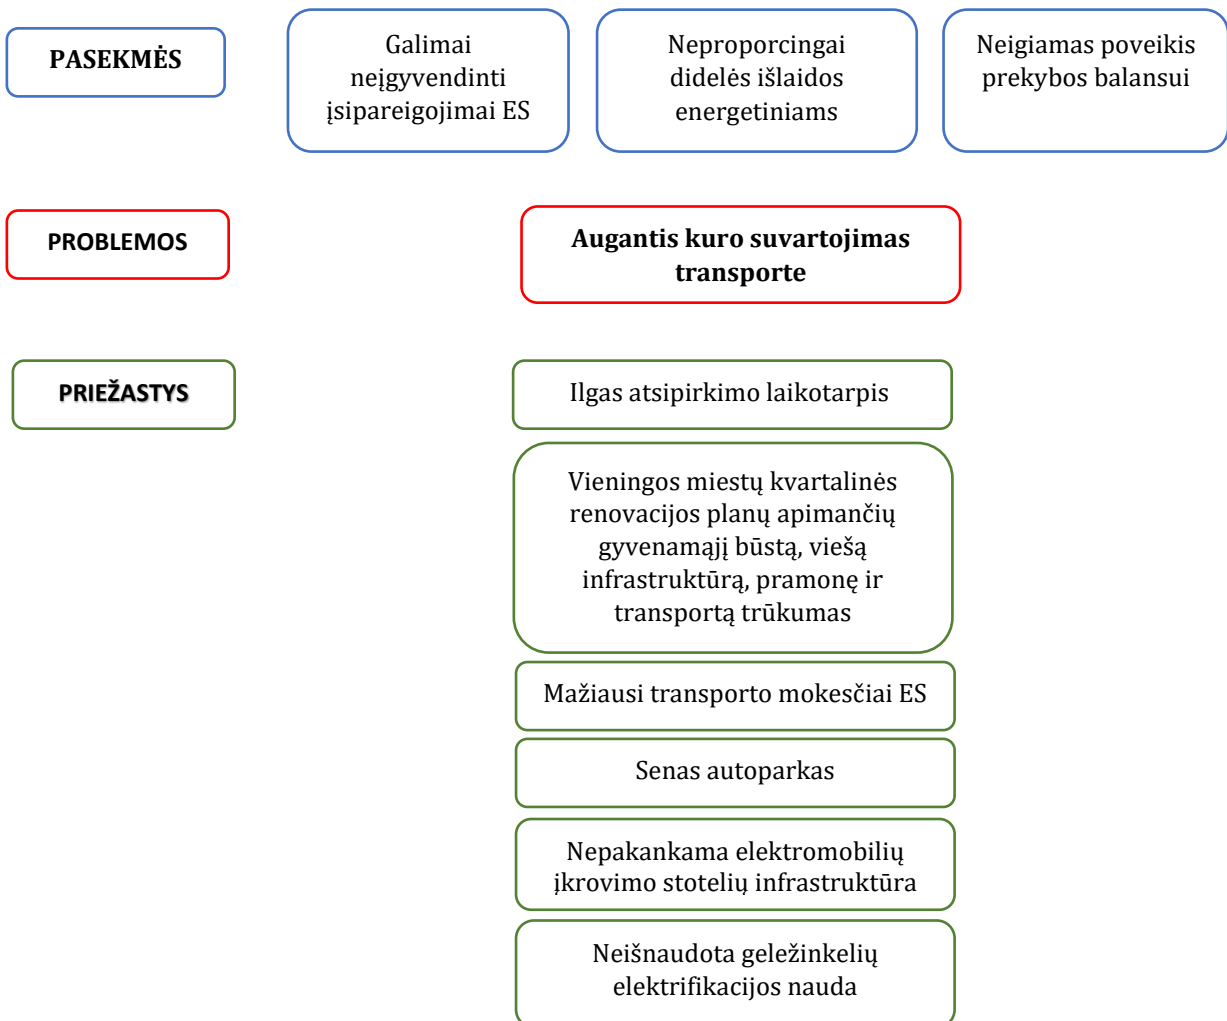 PASEKMĖS
Galimai
neįgyvendinti
įsipareigojimai ES
Neproporcingai
didelės išlaidos
energetiniams
Neigiamas poveikis
prekybos balansui
PROBLEMOS
Augantis kuro suvartojimas
transporte
PRIEŽASTYS
Ilgas atsipirkimo laikotarpis
Vieningos miestų kvartalinės
renovacijos planų apimančių
gyvenamąjį būstą, viešą
infrastruktūrą, pramonę ir
transportą trūkumas
Mažiausi transporto mokesčiai ES
Senas autoparkas
Nepakankama elektromobilių
įkrovimo stotelių infrastruktūra
Neišnaudota geležinkelių
elektrifikacijos nauda